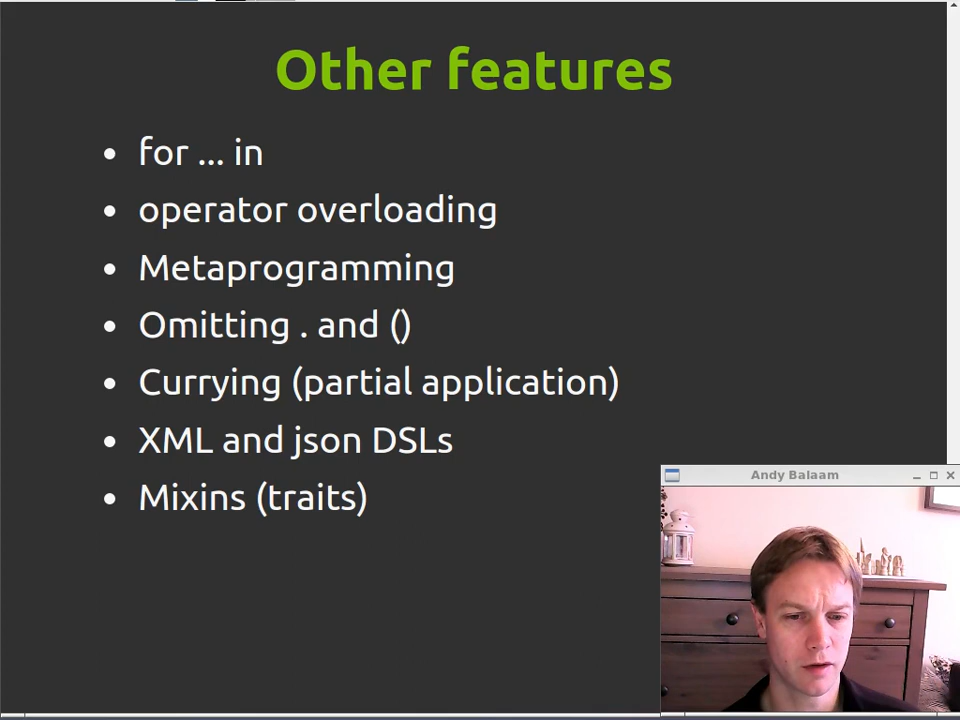 Other features
• for ... in
• operator overloading
• Metaprogramming
• Omitting . and ()
• Currying (partial application)
• XML and json DSLs
• Mixins (traits)
Andy Balaam